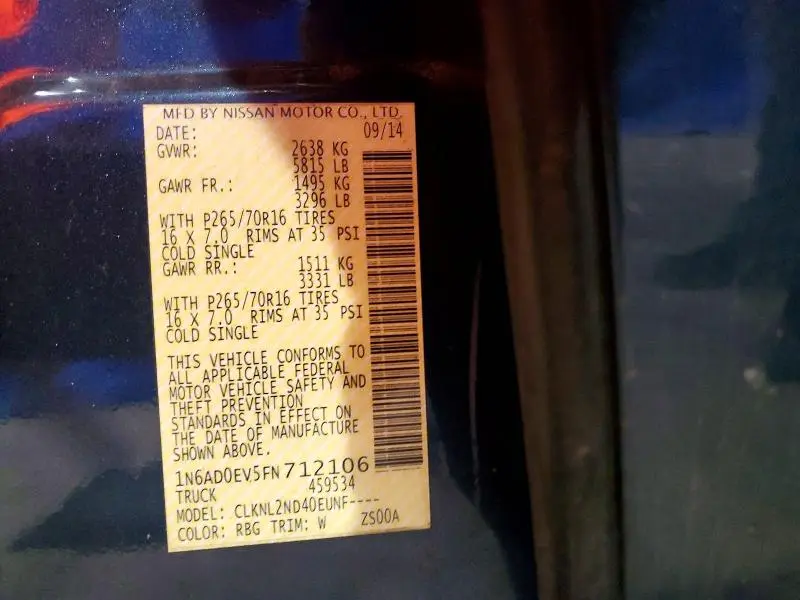 MFD BY NISSAN MOTOR CO., LTD.
DATE: 09/14
GVWR: 2638 KG
5815 LB
GAWR FR.: 1495 KG
3296 LB
WITH P265/70R16 TIRES
16 X 7.0 RIMS AT 35 PSI
COLD SINGLE
GAWR RR.: 1511 KG
3331 LB
WITH P265/70R16 TIRES
16 X 7.0 RIMS AT 35 PSI
COLD SINGLE
THIS VEHICLE CONFORMS TO
ALL APPLICABLE FEDERAL
MOTOR VEHICLE SAFETY AND
THEFT PREVENTION
STANDARDS IN EFFECT ON
THE DATE OF MANUFACTURE
SHOWN ABOVE.
1N6AD0EV5FN712106
TRUCK 459534
MODEL: CLKNL2ND40EUNF----
COLOR: RBG TRIM: W ZS00A